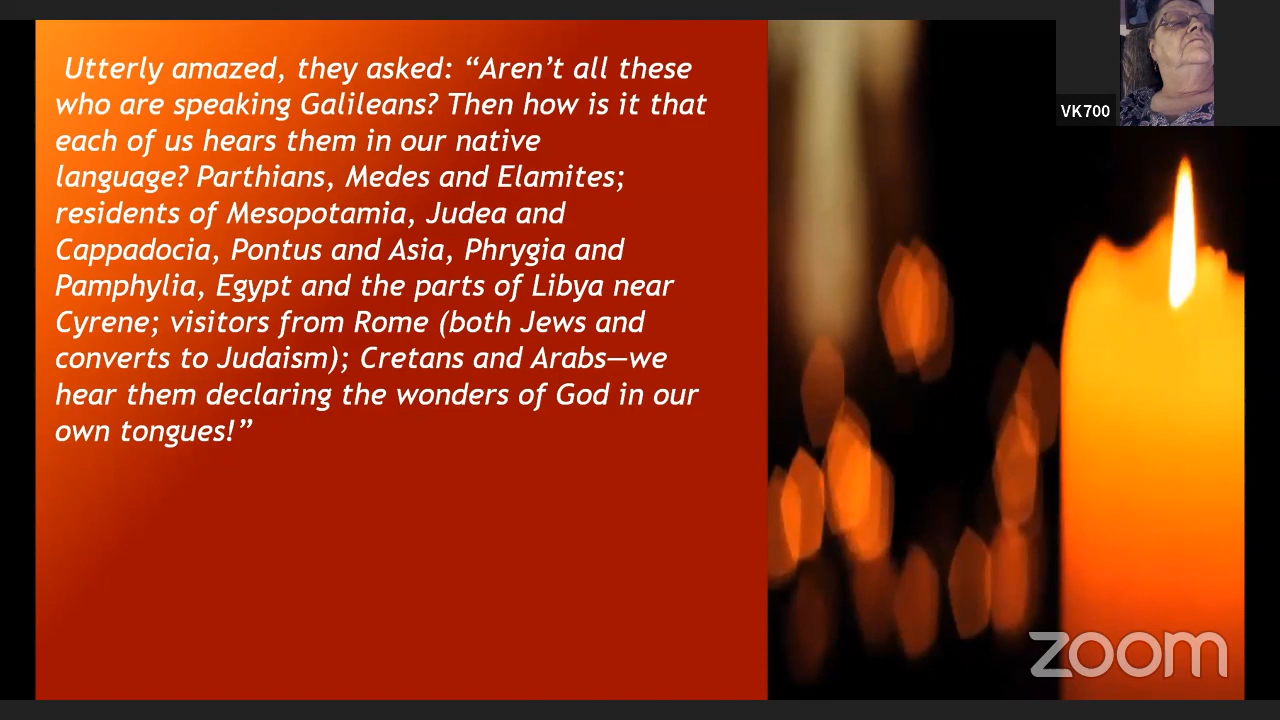 Utterly amazed, they asked: “Aren’t all these
who are speaking Galileans? Then how is it that
each of us hears them in our native
language? Parthians, Medes and Elamites;
residents of Mesopotamia, Judea and
Cappadocia, Pontus and Asia, Phrygia and
Pamphylia, Egypt and the parts of Libya near
Cyrene; visitors from Rome (both Jews and
converts to Judaism); Cretans and Arabs—we
hear them declaring the wonders of God in our
own tongues!”
VK700
zoom